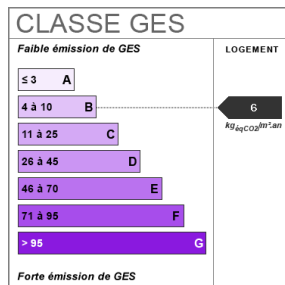 CLASSE GES
Faible émission de GES
LOGEMENT
≤ 3 A
4 à 10 B
6
kgéqCO2/m².an
11 à 25 C
26 à 45 D
46 à 70 E
71 à 95 F
> 95 G
Forte émission de GES